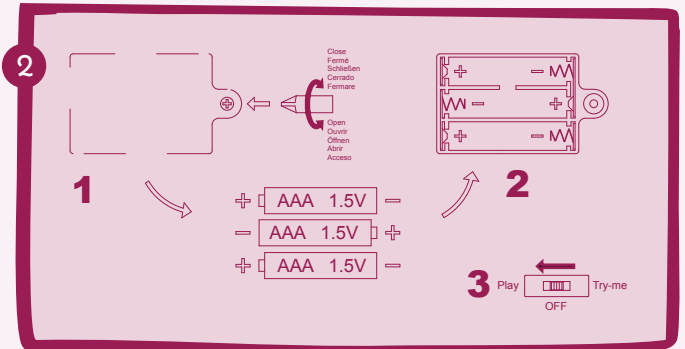 2
Close
Fermé
Schließen
Cerrado
Fermare
Open
Ouvrir
Öffnen
Abrir
Acceso
1
+ AAA 1.5V −
− AAA 1.5V +
+ AAA 1.5V −
+ −
− +
+ −
2
3 Play Try-me
OFF